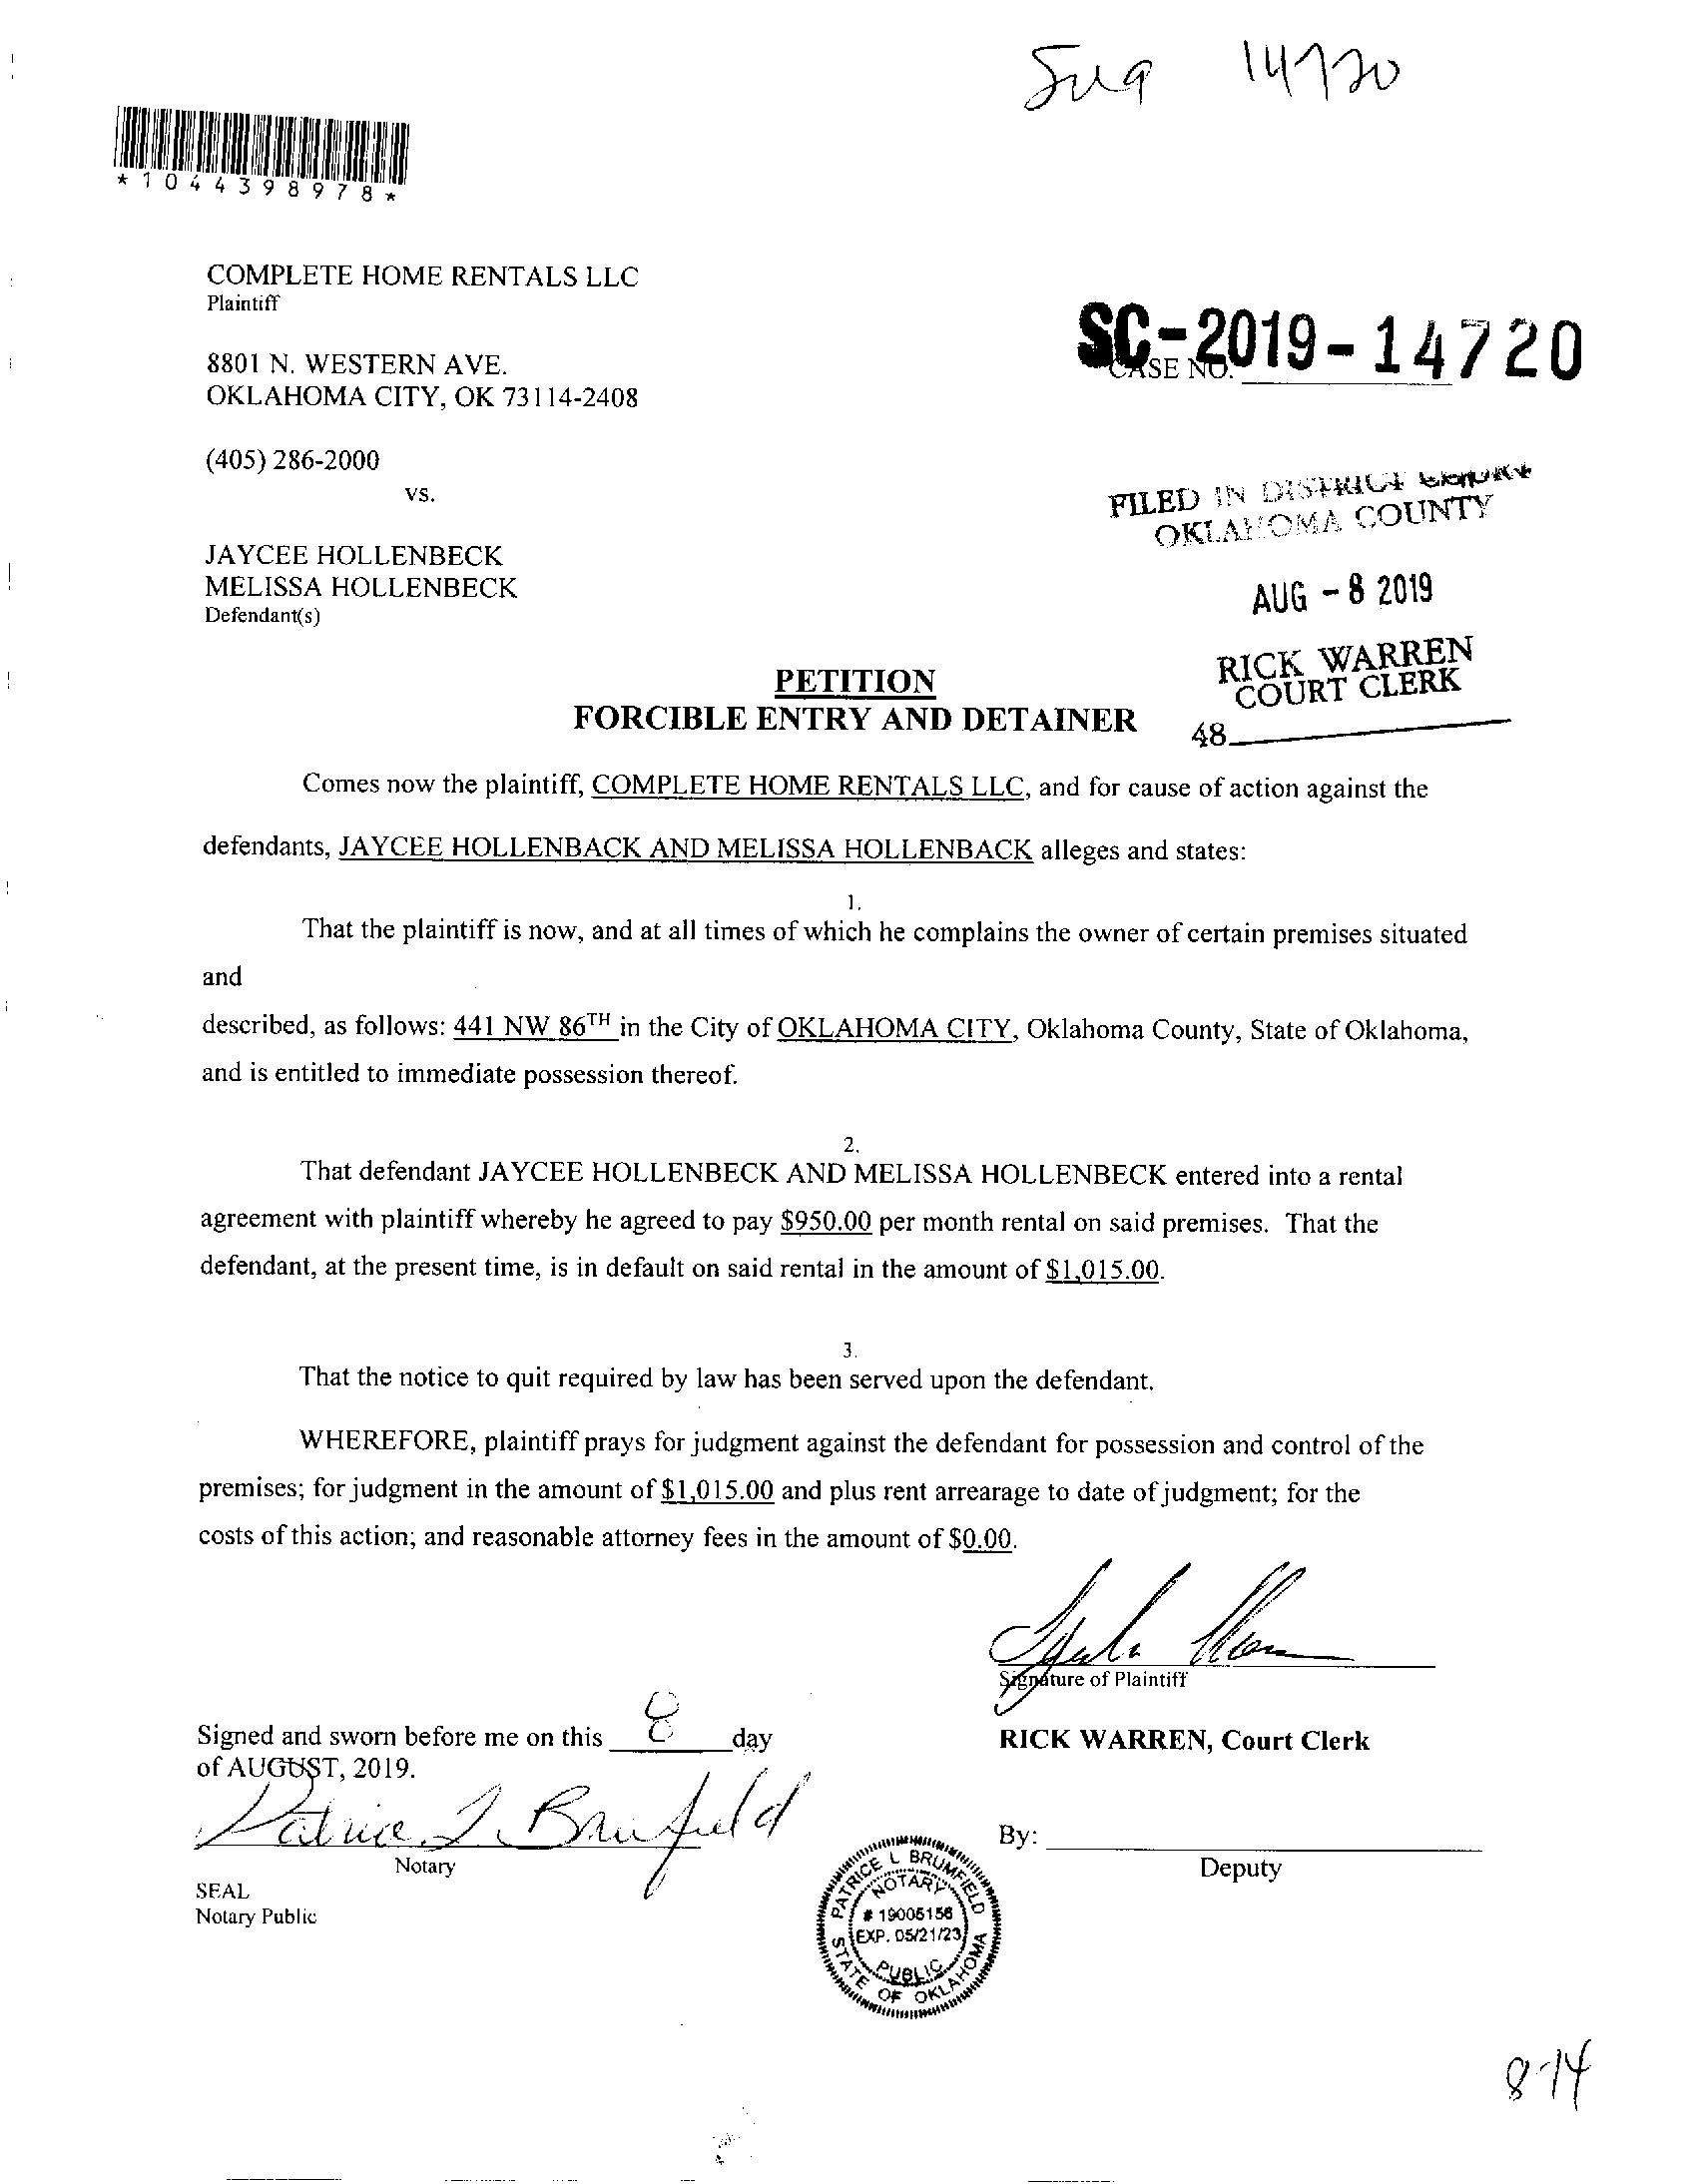 14720
*1044398978*
COMPLETE HOME RENTALS LLC
Plaintiff
8801 N. WESTERN AVE.
OKLAHOMA CITY, OK 73114-2408
SC-2019-14720
CASE NO.
(405) 286-2000
vs.
FILED IN DISTRICT COURT
OKLAHOMA COUNTY
JAYCEE HOLLENBECK
MELISSA HOLLENBECK
Defendant(s)
AUG - 8 2019
RICK WARREN
COURT CLERK
48
PETITION
FORCIBLE ENTRY AND DETAINER
Comes now the plaintiff, COMPLETE HOME RENTALS LLC, and for cause of action against the
defendants, JAYCEE HOLLENBACK AND MELISSA HOLLENBACK alleges and states:
1.
That the plaintiff is now, and at all times of which he complains the owner of certain premises situated
and
described, as follows: 441 NW 86TH in the City of OKLAHOMA CITY, Oklahoma County, State of Oklahoma,
and is entitled to immediate possession thereof.
2.
That defendant JAYCEE HOLLENBECK AND MELISSA HOLLENBECK entered into a rental
agreement with plaintiff whereby he agreed to pay $950.00 per month rental on said premises. That the
defendant, at the present time, is in default on said rental in the amount of $1,015.00.
3.
That the notice to quit required by law has been served upon the defendant.
WHEREFORE, plaintiff prays for judgment against the defendant for possession and control of the
premises; for judgment in the amount of $1,015.00 and plus rent arrearage to date of judgment; for the
costs of this action; and reasonable attorney fees in the amount of $0.00.
Signature of Plaintiff
Signed and sworn before me on this 8 day
of AUGUST, 2019.
RICK WARREN, Court Clerk
Patrice L Brumfield
Notary
SEAL
Notary Public
By:
Deputy
PATRICE L BRUMFIELD
NOTARY
# 19005156
EXP. 05/21/23
PUBLIC
STATE OF OKLAHOMA
8-14